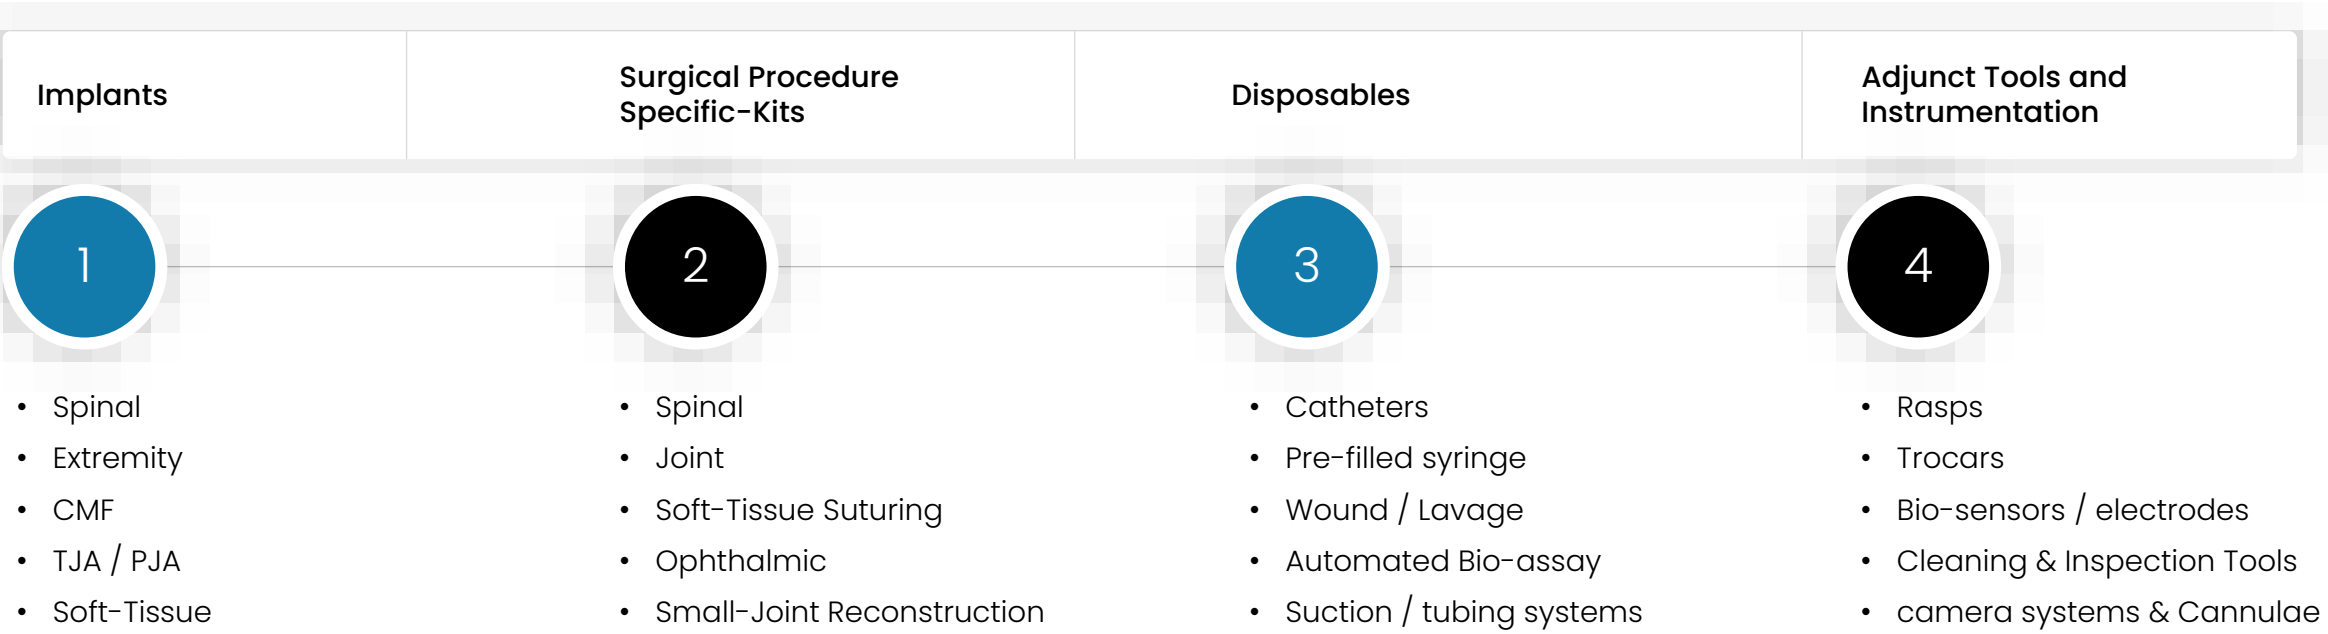 Implants
Surgical Procedure
Specific-Kits
Disposables
Adjunct Tools and
Instrumentation
1
2
3
4
• Spinal
• Extremity
• CMF
• TJA / PJA
• Soft-Tissue
• Spinal
• Joint
• Soft-Tissue Suturing
• Ophthalmic
• Small-Joint Reconstruction
• Catheters
• Pre-filled syringe
• Wound / Lavage
• Automated Bio-assay
• Suction / tubing systems
• Rasps
• Trocars
• Bio-sensors / electrodes
• Cleaning & Inspection Tools
• camera systems & Cannulae